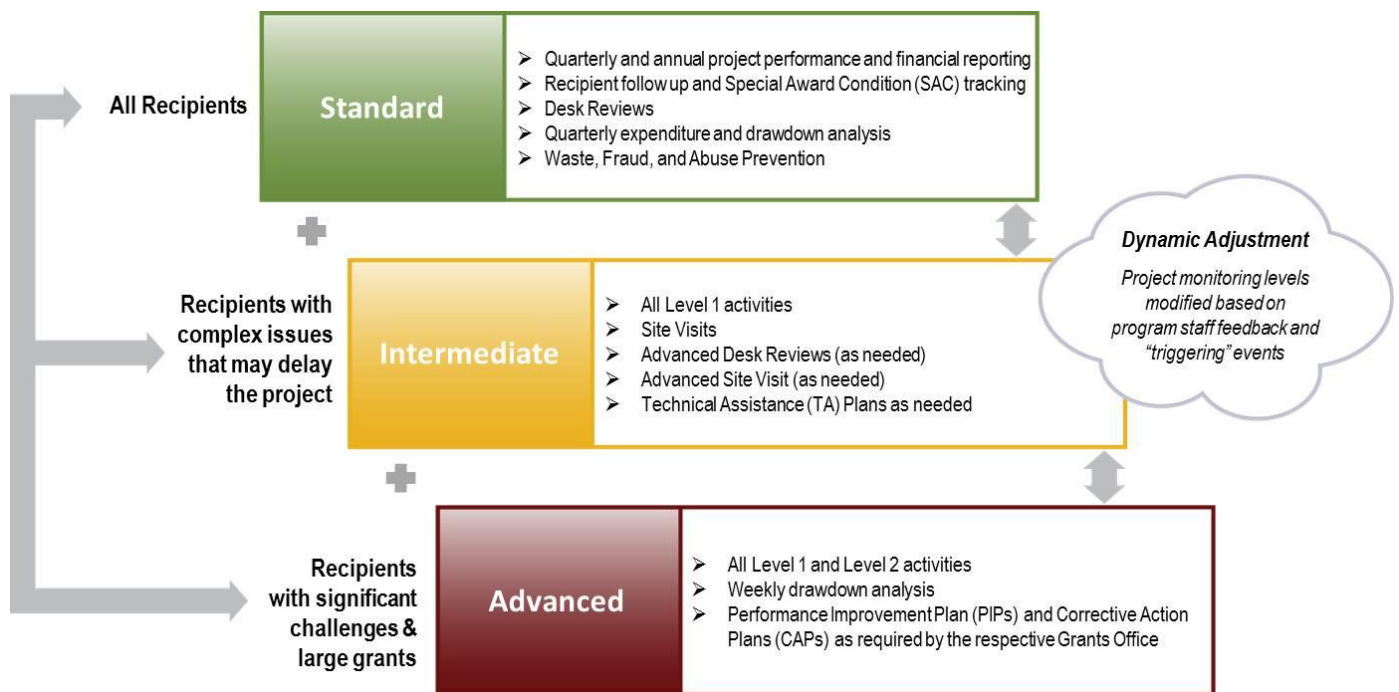 All Recipients
Standard
➢ Quarterly and annual project performance and financial reporting
➢ Recipient follow up and Special Award Condition (SAC) tracking
➢ Desk Reviews
➢ Quarterly expenditure and drawdown analysis
➢ Waste, Fraud, and Abuse Prevention
Recipients with
complex issues
that may delay
the project
Intermediate
➢ All Level 1 activities
➢ Site Visits
➢ Advanced Desk Reviews (as needed)
➢ Advanced Site Visit (as needed)
➢ Technical Assistance (TA) Plans as needed
Dynamic Adjustment
Project monitoring levels
modified based on
program staff feedback and
“triggering” events
Recipients
with significant
challenges &
large grants
Advanced
➢ All Level 1 and Level 2 activities
➢ Weekly drawdown analysis
➢ Performance Improvement Plan (PIPs) and Corrective Action
Plans (CAPs) as required by the respective Grants Office